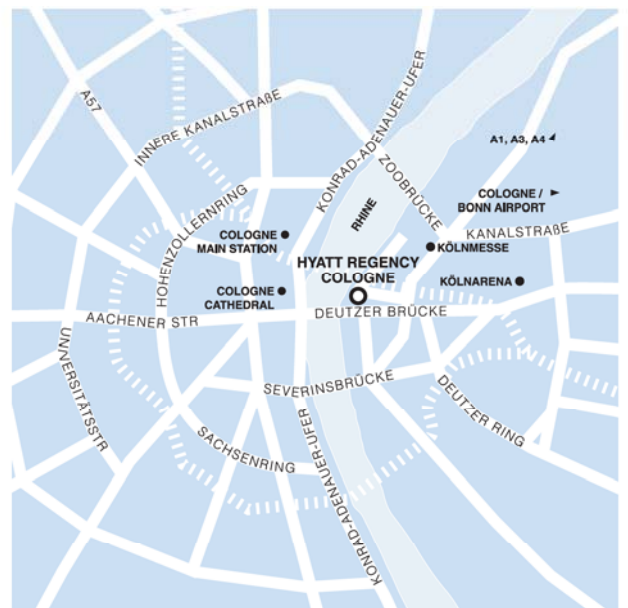 A57
INNERE KANALSTRAßE
KONRAD-ADENAUER-UFER
ZOOBRÜCKE
A1, A3, A4
COLOGNE /
BONN AIRPORT
KANALSTRAßE
HOHENZOLLERNRING
RHINE
COLOGNE
MAIN STATION
KÖLNMESSE
HYATT REGENCY
COLOGNE
KÖLNARENA
COLOGNE
CATHEDRAL
AACHENER STR
DEUTZER BRÜCKE
UNIVERSITÄTSSTR
SEVERINSBRÜCKE
DEUTZER RING
SACHSENRING
KONRAD-ADENAUER-UFER